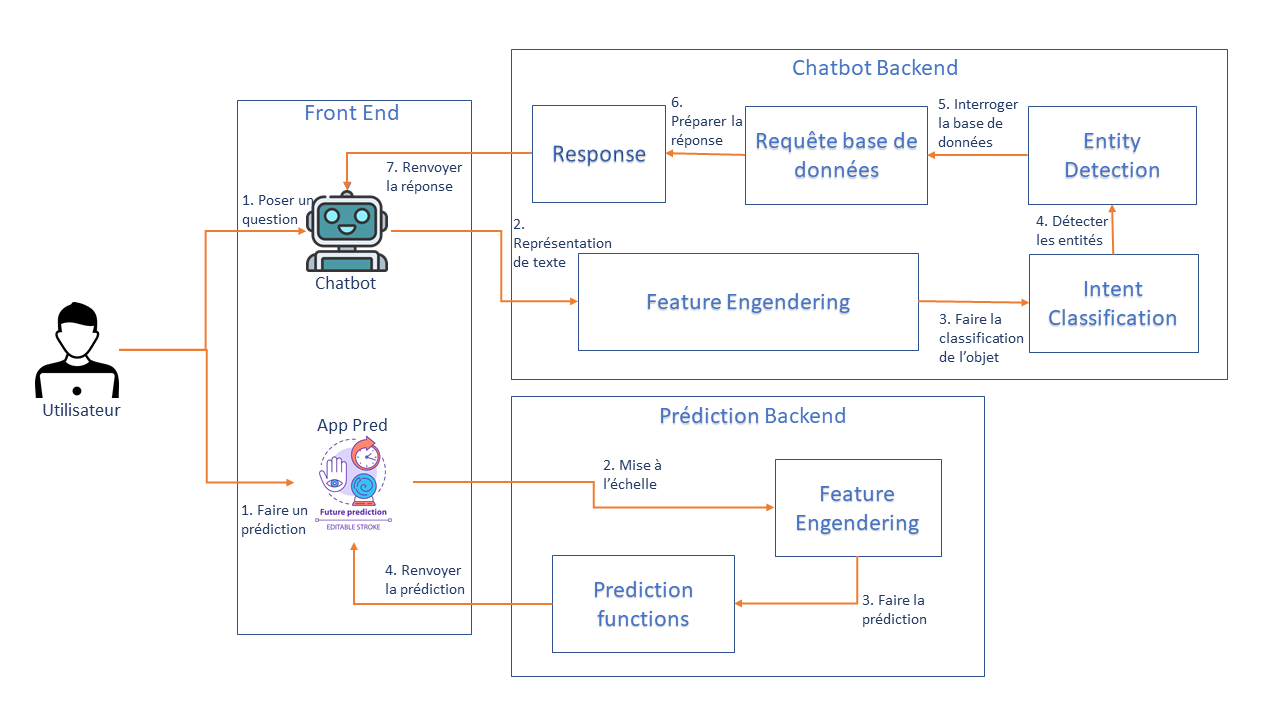 Chatbot Backend
Front End
Response
6.
Préparer la
réponse
Requête base de
données
5. Interroger
la base de
données
Entity
Detection
7. Renvoyer
la réponse
1. Poser un
question
Chatbot
2.
Représentation
de texte
4. Détecter
les entités
Feature Engendering
3. Faire la
classification
de l’objet
Intent
Classification
Utilisateur
Prédiction Backend
App Pred
Future prediction
EDITABLE STROKE
1. Faire un
prédiction
2. Mise à
l’échelle
Feature
Engendering
3. Faire la
prédiction
Prediction
functions
4. Renvoyer
la prédiction